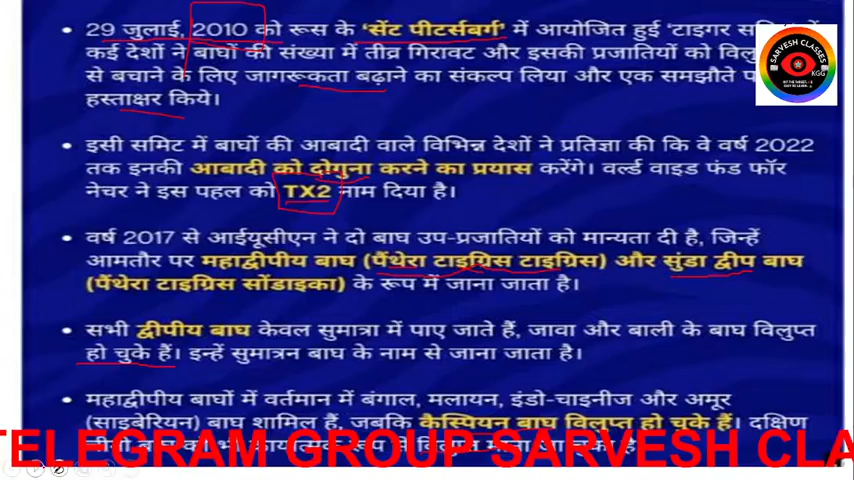 29 जुलाई, 2010 को रूस के ‘सेंट पीटर्सबर्ग’ में आयोजित हुई ‘टाइगर
कई देशों ने बाघों की संख्या में तीव्र गिरावट और इसकी प्रजातियों को
से बचाने के लिए जागरूकता बढ़ाने का संकल्प लिया और एक समझौते
हस्ताक्षर किये।
इसी समिट में बाघों की आबादी वाले विभिन्न देशों ने प्रतिज्ञा की कि वे वर्ष 2022
तक इनकी आबादी को दोगुना करने का प्रयास करेंगे। वर्ल्ड वाइड फंड फॉर
नेचर ने इस पहल को TX2 नाम दिया है।
वर्ष 2017 से आईयूसीएन ने दो बाघ उप-प्रजातियों को मान्यता दी है, जिन्हें
आमतौर पर महाद्वीपीय बाघ (पैंथेरा टाइग्रिस टाइग्रिस) और सुंडा द्वीप बाघ
(पैंथेरा टाइग्रिस सोंडाइका) के रूप में जाना जाता है।
सभी द्वीपीय बाघ केवल सुमात्रा में पाए जाते हैं, जावा और बाली के बाघ विलुप्त
हो चुके हैं। इन्हें सुमात्रन बाघ के नाम से जाना जाता है।
महाद्वीपीय बाघों में वर्तमान में बंगाल, मलायन, इंडो-चाइनीज और अमूर
(साइबेरियन) बाघ शामिल हैं, जबकि कैस्पियन बाघ विलुप्त हो चुके हैं। दक्षिण
TELEGRAM GROUP SARVESH CLA
SARVESH CLASSES
KGG